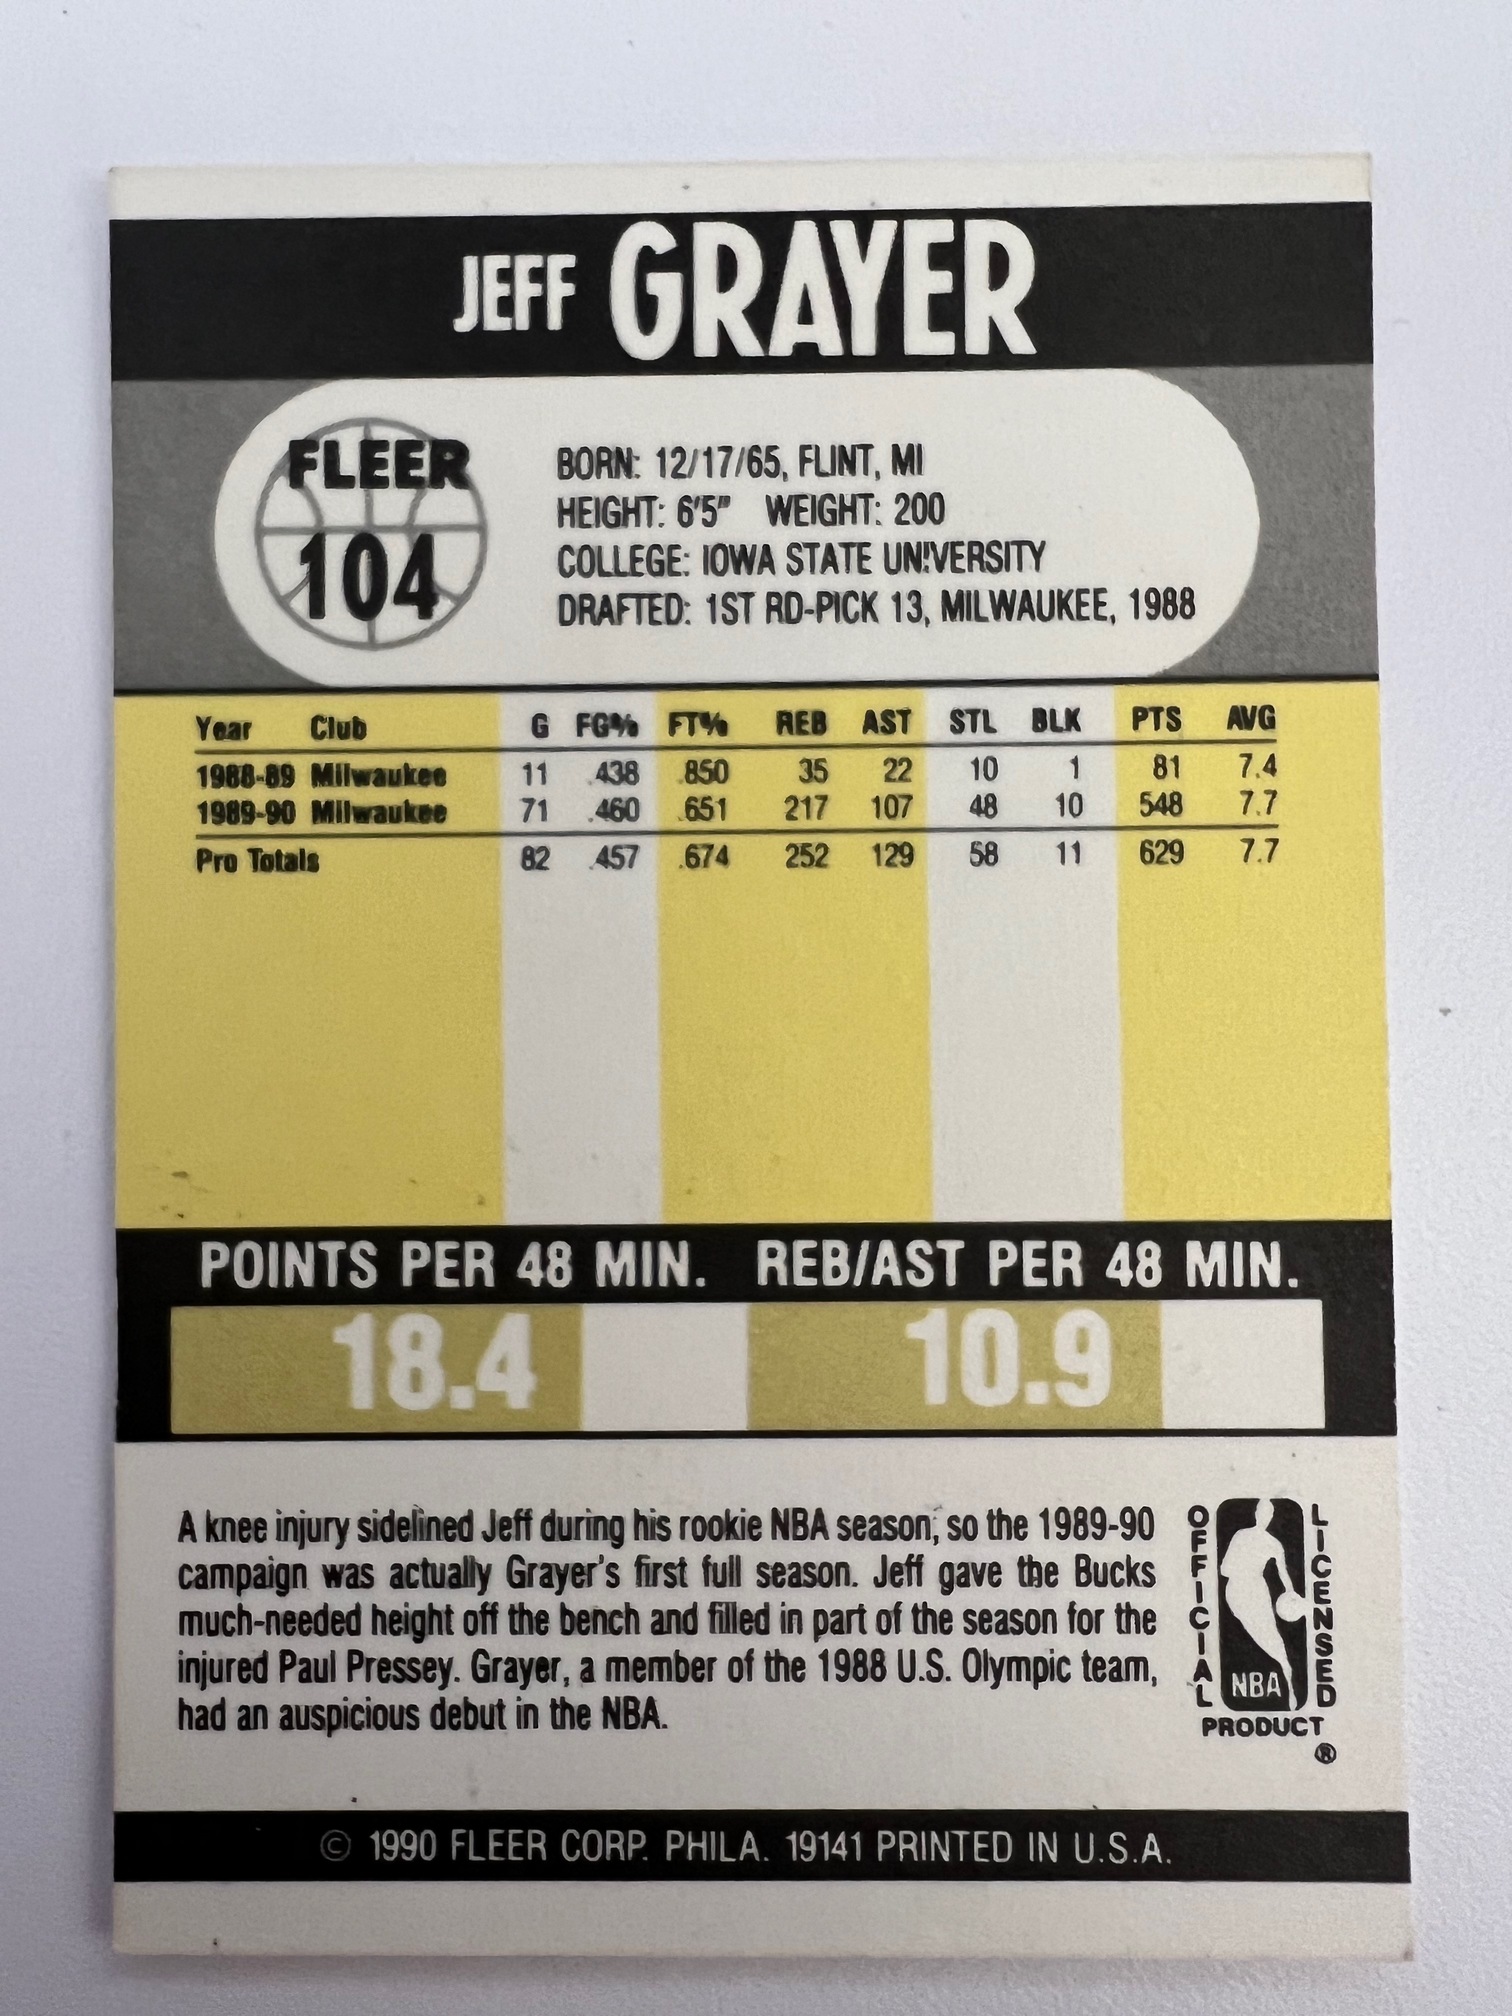 JEFF GRAYER
FLEER
104
BORN: 12/17/65, FLINT, MI
HEIGHT: 6'5" WEIGHT: 200
COLLEGE: IOWA STATE UNIVERSITY
DRAFTED: 1ST RD-PICK 13, MILWAUKEE, 1988
Year Club G FG% FT% REB AST STL BLK PTS AVG
1988-89 Milwaukee 11 .438 .850 35 22 10 1 81 7.4
1989-90 Milwaukee 71 .460 .651 217 107 48 10 548 7.7
Pro Totals 82 .457 .674 252 129 58 11 629 7.7
POINTS PER 48 MIN. REB/AST PER 48 MIN.
18.4 10.9
A knee injury sidelined Jeff during his rookie NBA season, so the 1989-90
campaign was actually Grayer's first full season. Jeff gave the Bucks
much-needed height off the bench and filled in part of the season for the
injured Paul Pressey. Grayer, a member of the 1988 U.S. Olympic team,
had an auspicious debut in the NBA.
OFFICIAL
NBA
LICENSED
PRODUCT
®
© 1990 FLEER CORP. PHILA. 19141 PRINTED IN U.S.A.